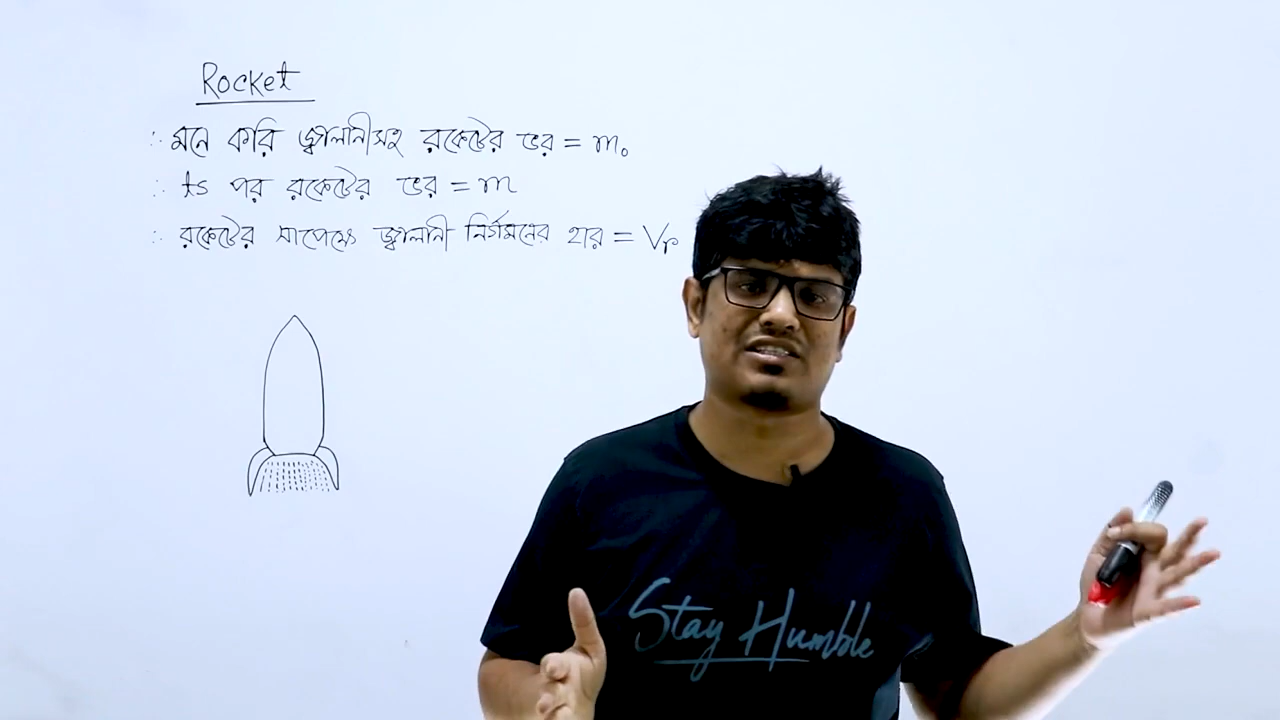 Rocket
∴ মনে করি জ্বালানীসহ রকেটের ভর = m₀
∴ ts পর রকেটের ভর = m
∴ রকেটের সাপেক্ষে জ্বালানী নির্গমনের হার = Vr
Stay Humble